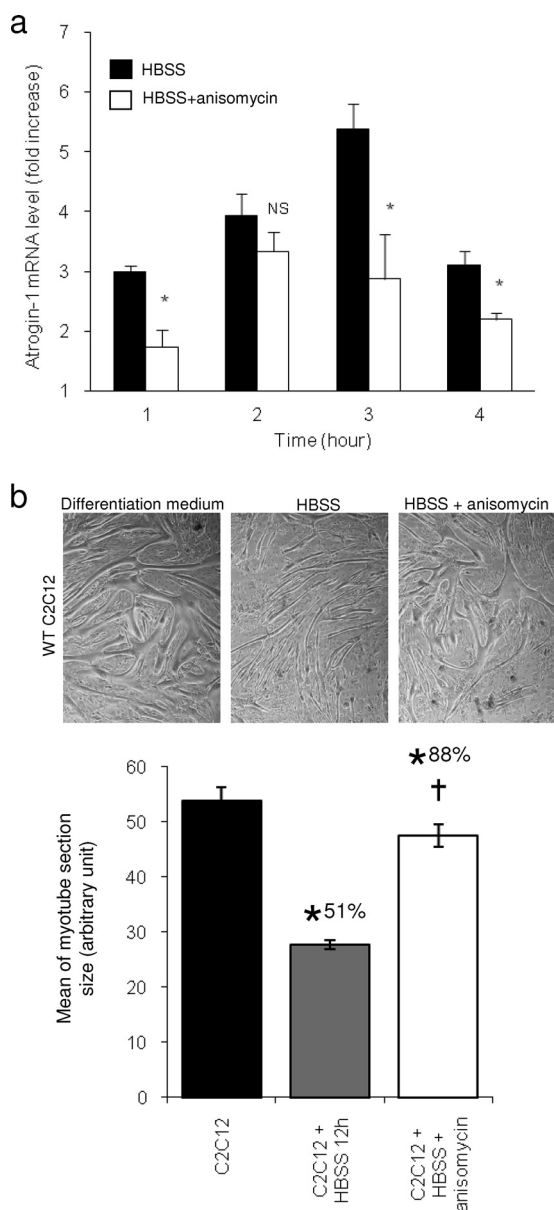 a
Atrogin-1 mRNA level (fold increase)
7
6
5
4
3
2
1
HBSS
HBSS+anisomycin
*
NS
*
*
1 2 3 4
Time (hour)
b
Differentiation medium HBSS HBSS + anisomycin
WT C2C12
Mean of myotube section
size (arbitrary unit)
60
50
40
30
20
10
0
*51%
*88%
†
C2C12
C2C12 +
HBSS 12h
C2C12 +
HBSS +
anisomycin